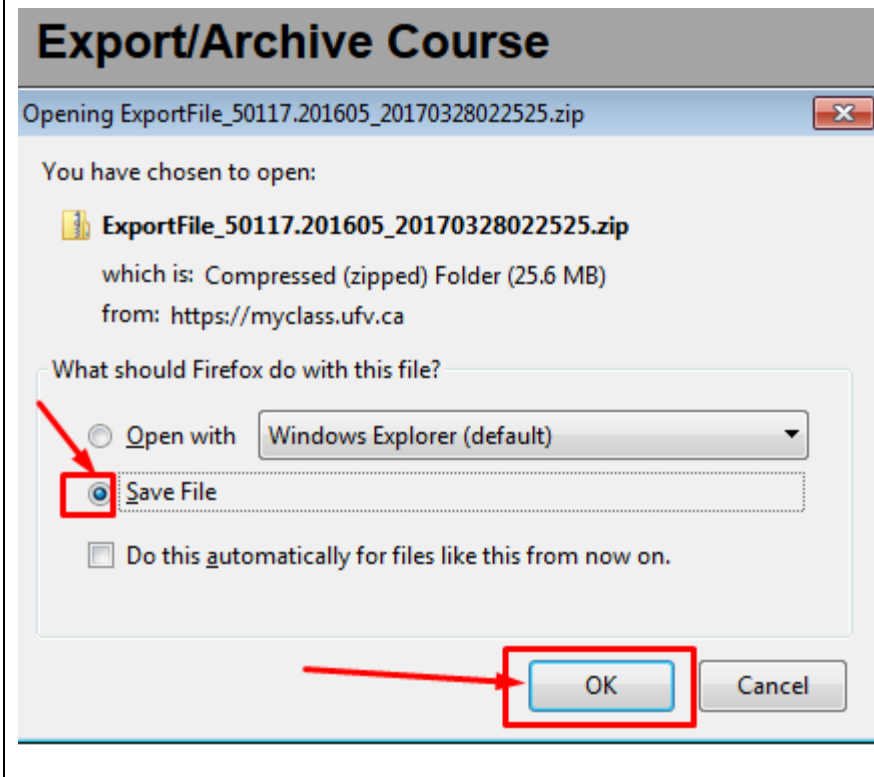 Export/Archive Course
Opening ExportFile_50117.201605_20170328022525.zip
You have chosen to open:
ExportFile_50117.201605_20170328022525.zip
which is: Compressed (zipped) Folder (25.6 MB)
from: https://myclass.ufv.ca
What should Firefox do with this file?
Open with Windows Explorer (default)
Save File
Do this automatically for files like this from now on.
OK Cancel